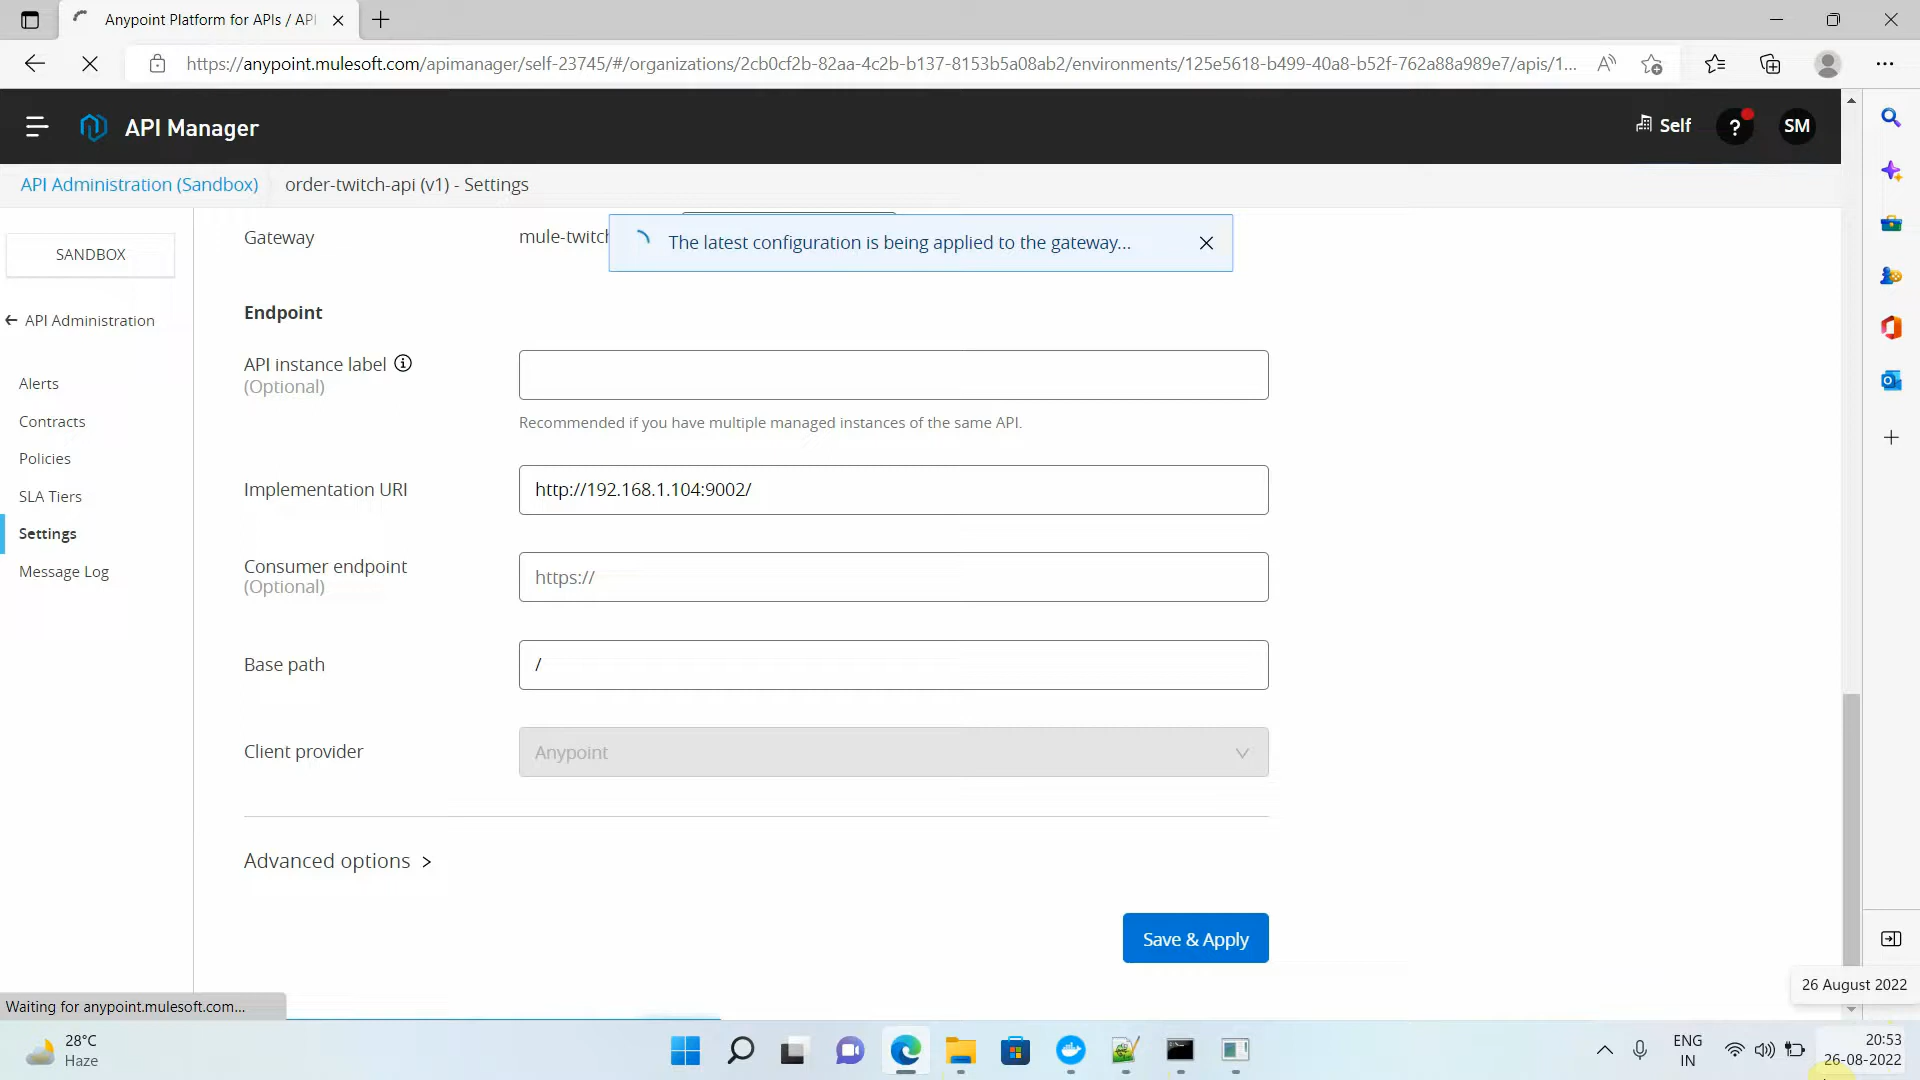 Anypoint Platform for APIs / API
https://anypoint.mulesoft.com/apimanager/self-23745/#/organizations/2cb0cf2b-82aa-4c2b-b137-8153b5a08ab2/environments/125e5618-b499-40a8-b52f-762a88a989e7/apis/1...
API Manager
Self
?
SM
API Administration (Sandbox)
order-twitch-api (v1) - Settings
SANDBOX
API Administration
Alerts
Contracts
Policies
SLA Tiers
Settings
Message Log
Gateway
mule-twitch
The latest configuration is being applied to the gateway...
Endpoint
API instance label
(Optional)
Recommended if you have multiple managed instances of the same API.
Implementation URI
http://192.168.1.104:9002/
Consumer endpoint
(Optional)
https://
Base path
/
Client provider
Anypoint
Advanced options
Save & Apply
26 August 2022
Waiting for anypoint.mulesoft.com...
28°C
Haze
ENG
IN
20:53
26-08-2022